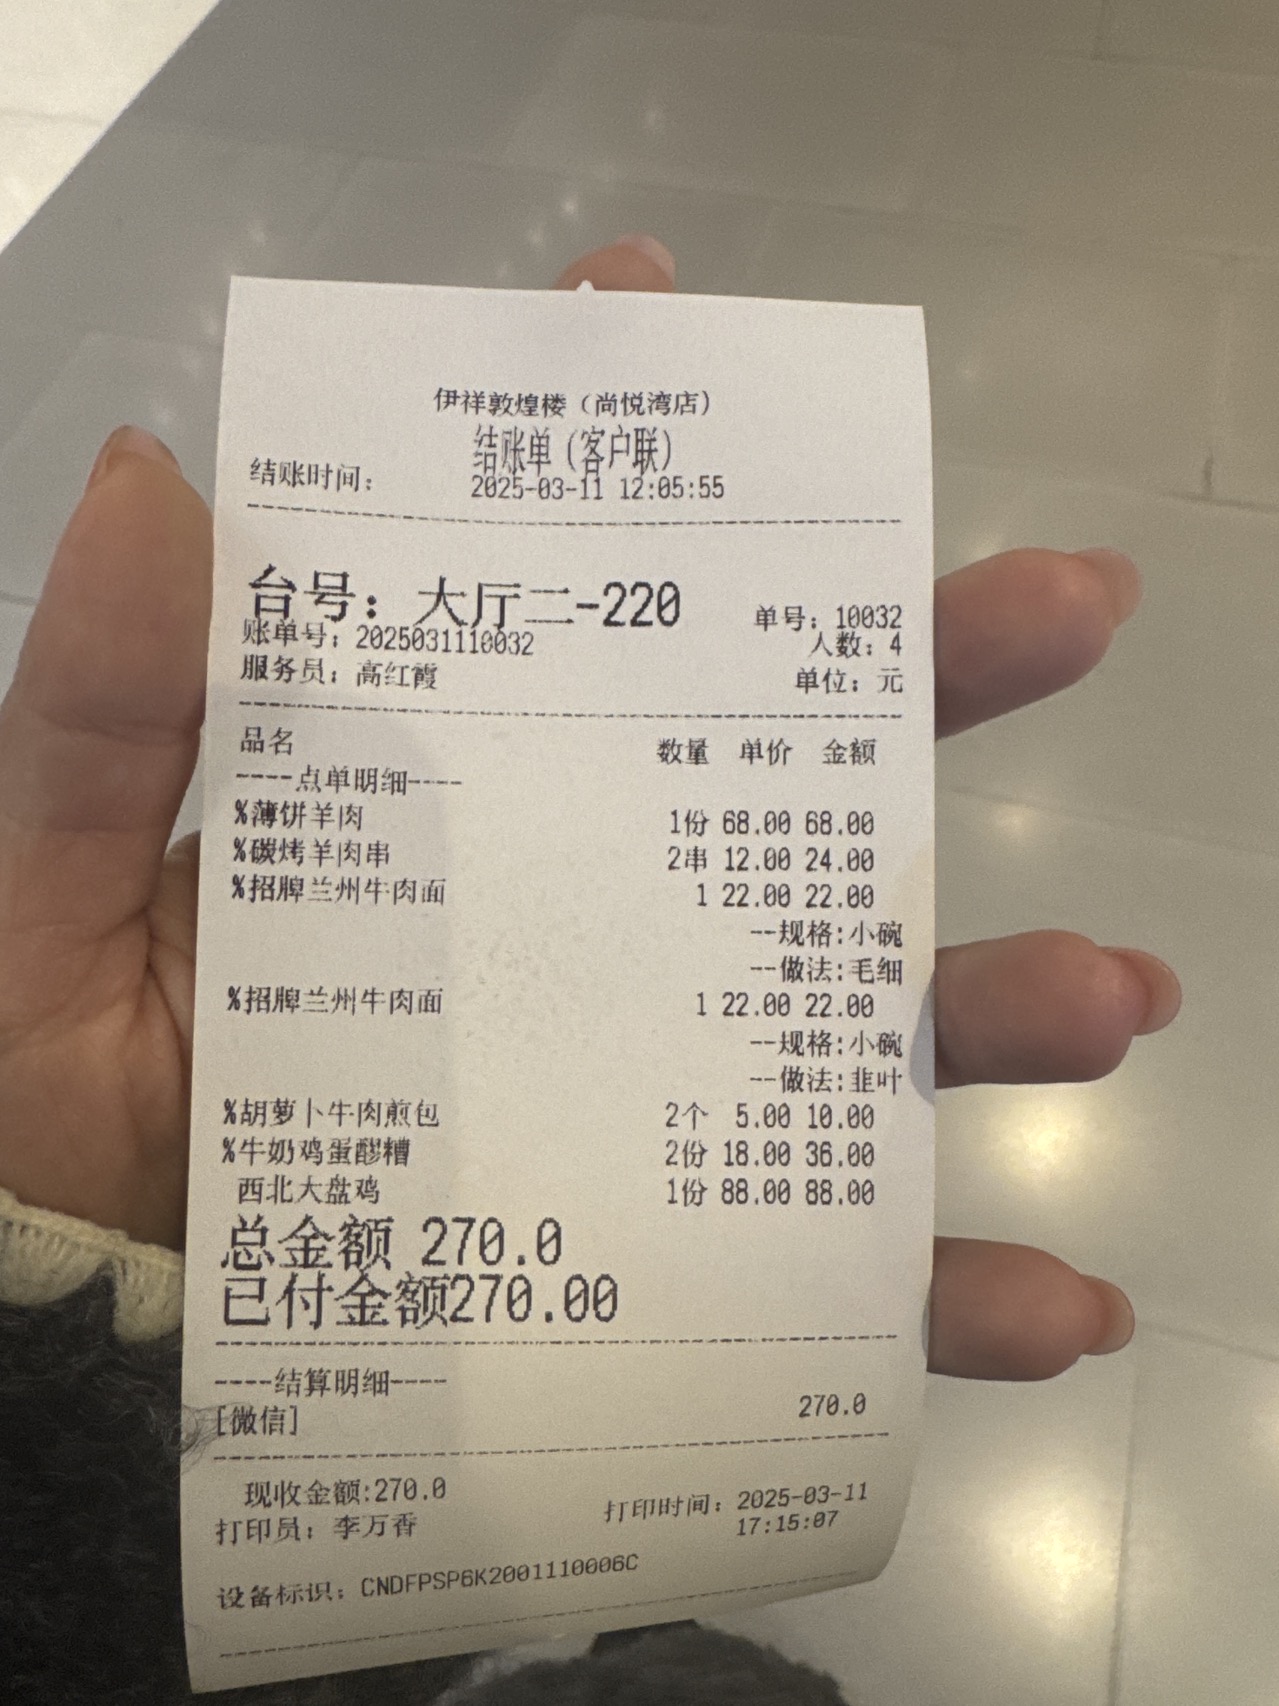 伊祥敦煌楼（尚悦湾店）
结账单（客户联）
结账时间： 2025-03-11 12:05:55
台号：大厅二-220 单号：10032
账单号：2025031110032 人数：4
服务员：高红霞 单位：元
品名 数量 单价 金额
----点单明细----
%薄饼羊肉 1份 68.00 68.00
%碳烤羊肉串 2串 12.00 24.00
%招牌兰州牛肉面 1 22.00 22.00
--规格:小碗
--做法:毛细
%招牌兰州牛肉面 1 22.00 22.00
--规格:小碗
--做法:韭叶
%胡萝卜牛肉煎包 2个 5.00 10.00
%牛奶鸡蛋醪糟 2份 18.00 36.00
西北大盘鸡 1份 88.00 88.00
总金额 270.0
已付金额270.00
----结算明细----
[微信] 270.0
现收金额:270.0
打印员：李万香 打印时间：2025-03-11
17:15:07
设备标识：CNDFPSP6K2001110006C